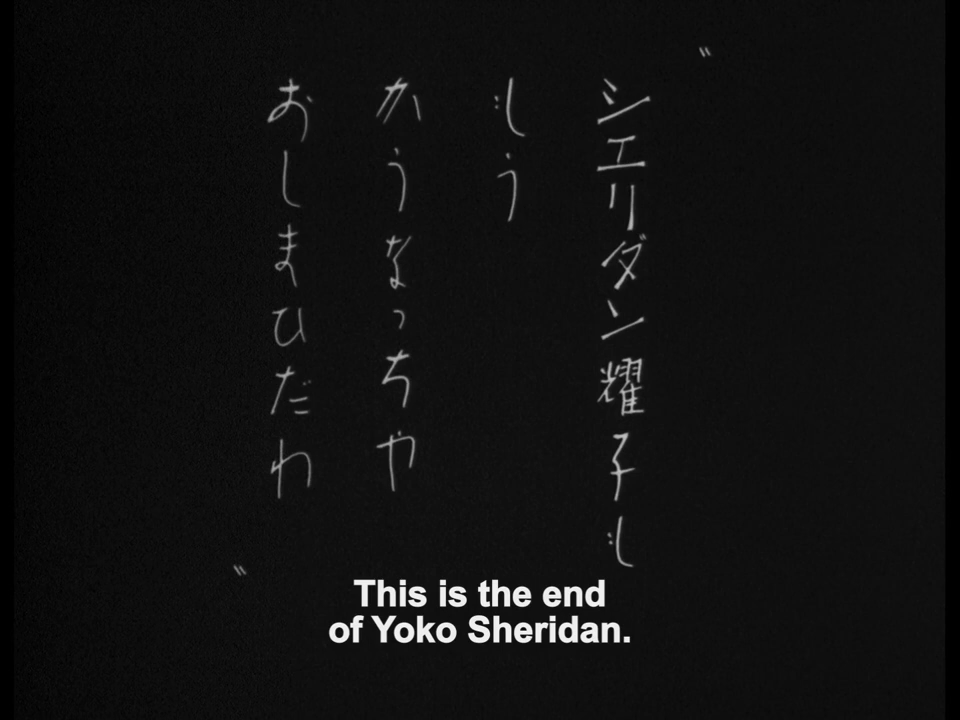 〝シエリダン耀子も
もう
かうなっちや
おしまひだわ〟
This is the end
of Yoko Sheridan.